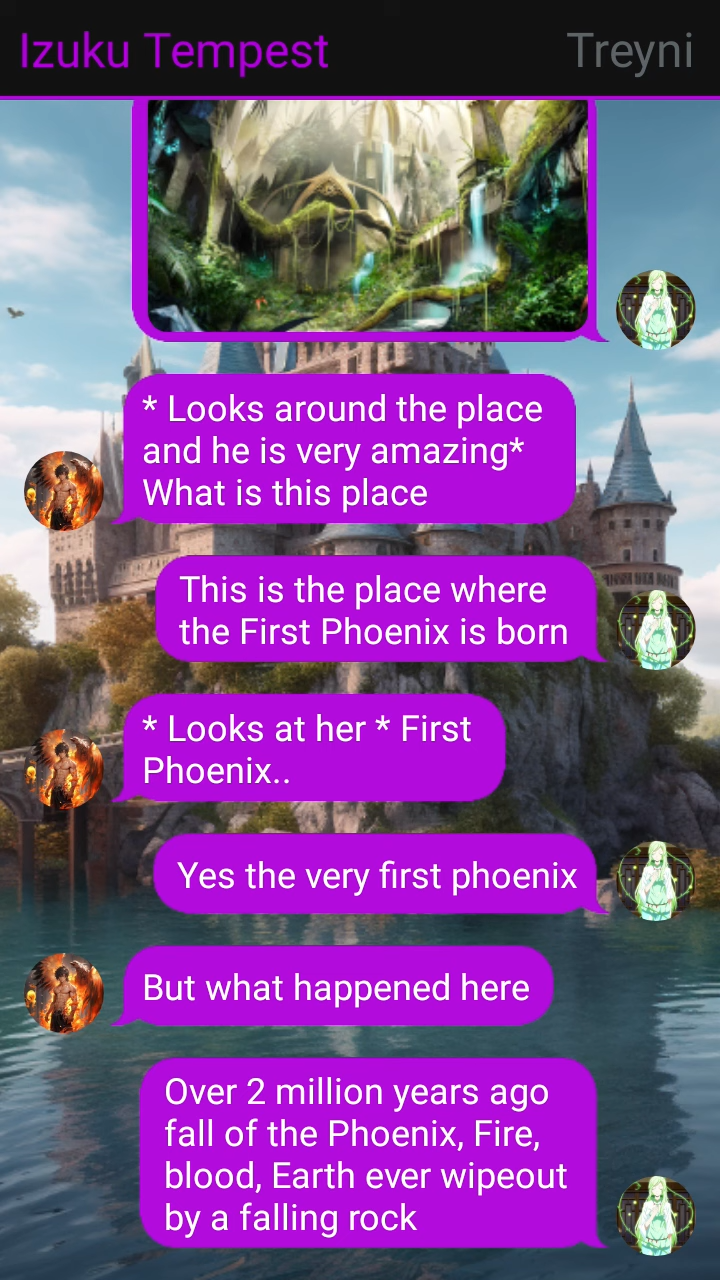 Izuku Tempest
Treyni
* Looks around the place
and he is very amazing*
What is this place
This is the place where
the First Phoenix is born
* Looks at her * First
Phoenix..
Yes the very first phoenix
But what happened here
Over 2 million years ago
fall of the Phoenix, Fire,
blood, Earth ever wipeout
by a falling rock